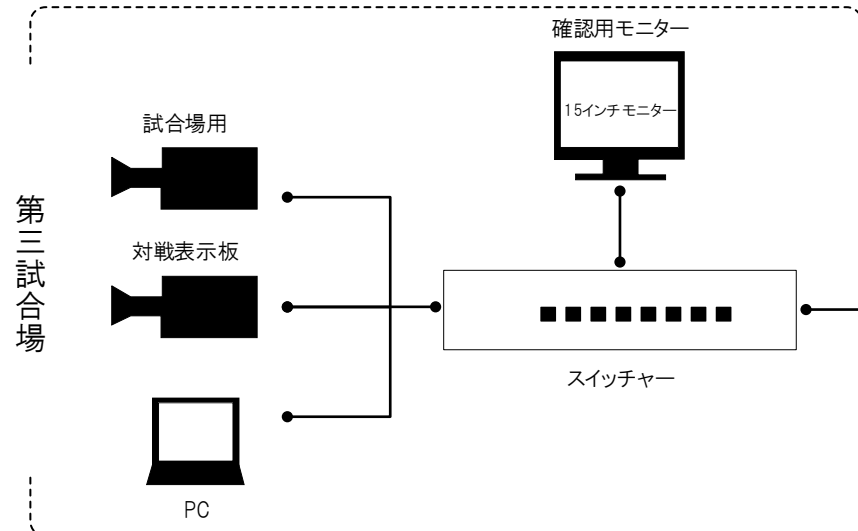 確認用モニター
15インチモニター
試合場用
第三試合場
対戦表示板
スイッチャー
PC